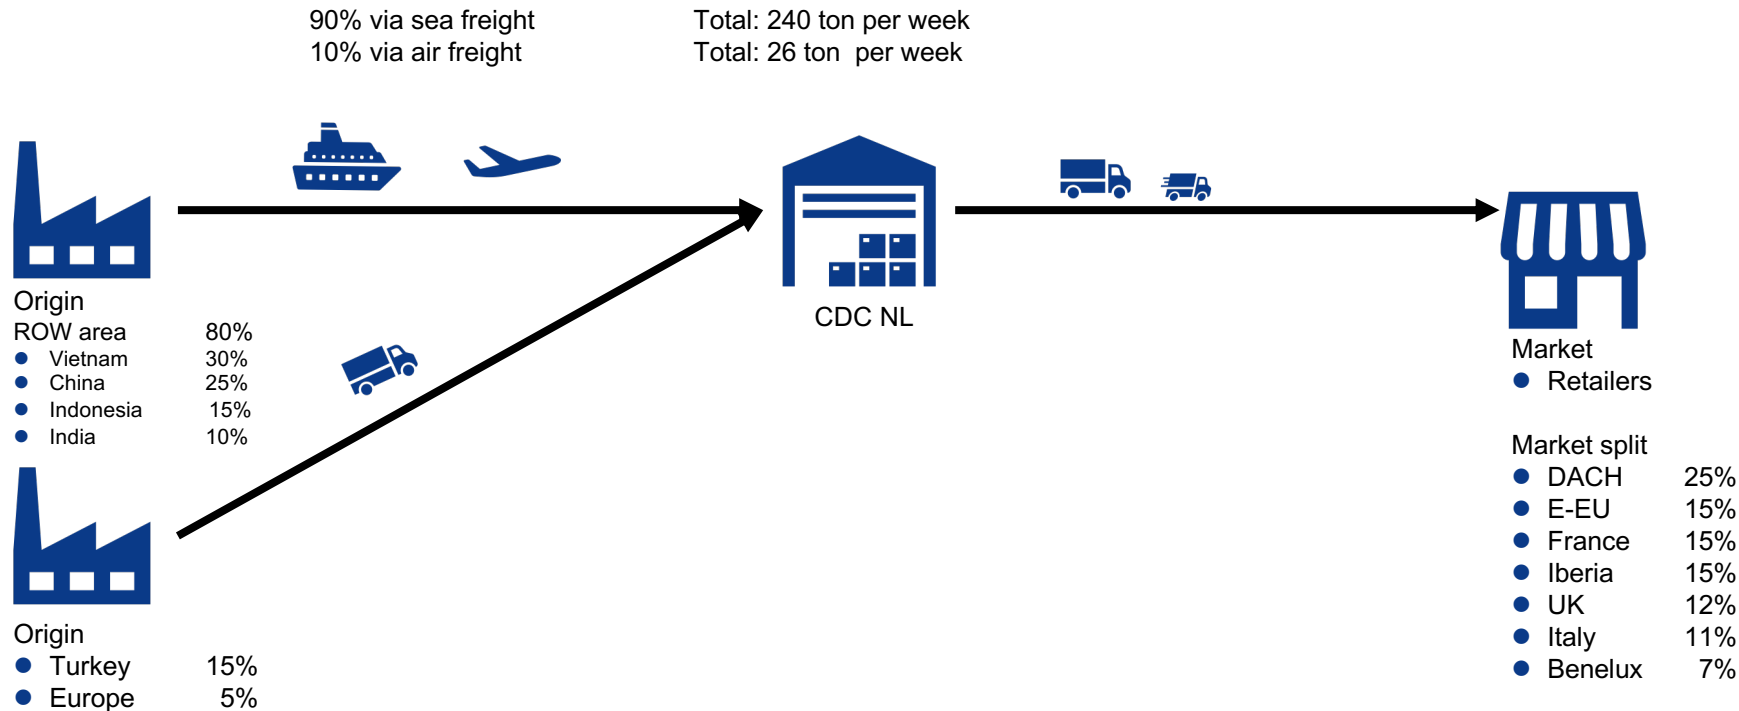 90% via sea freight Total: 240 ton per week
10% via air freight Total: 26 ton per week
Origin
ROW area 80%
Vietnam 30%
China 25%
Indonesia 15%
India 10%
Origin
Turkey 15%
Europe 5%
CDC NL
Market
Retailers
Market split
DACH 25%
E-EU 15%
France 15%
Iberia 15%
UK 12%
Italy 11%
Benelux 7%